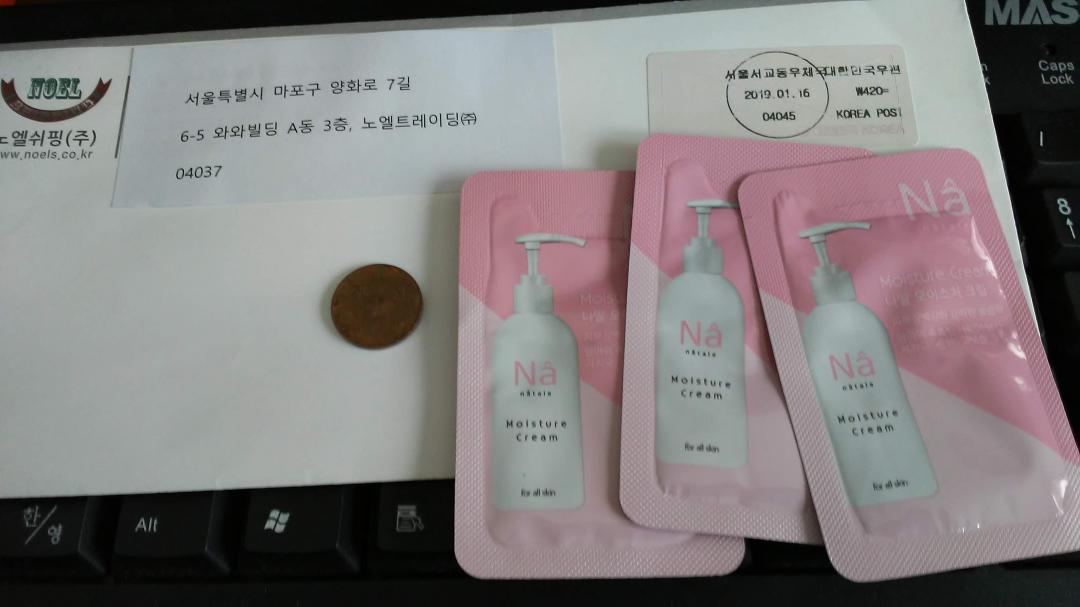 NOEL
노엘쉬핑(주)
www.noels.co.kr
서울특별시 마포구 양화로 7길
6-5 와와빌딩 A동 3층, 노엘트레이딩㈜
04037
서울서교동우체국대한민국우편
2019.01.16
₩420=
04045
KOREA POST
MAS
Caps
Lock
8
한/영
Alt
Nâ
nâtale
Moisture
Cream
for all skin
Nâ
nâtale
Moisture
Cream
for all skin
Nâ
Moisture Cream
나딸 모이스처 크림
Nâ
nâtale
Moisture
Cream
for all skin